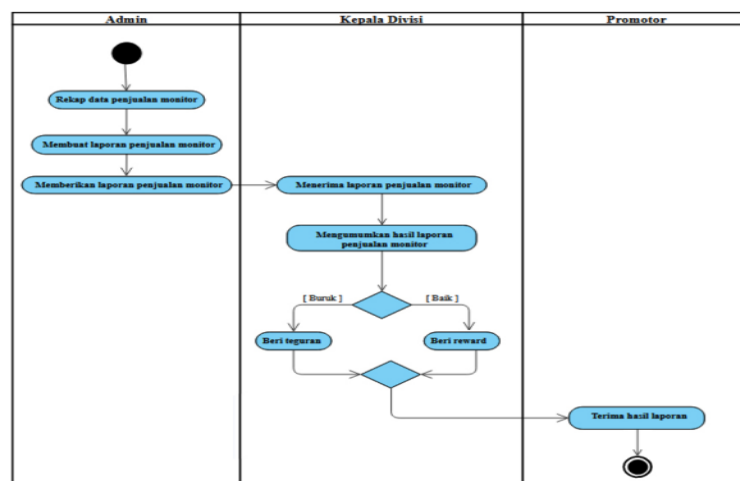 Admin
Kepala Divisi
Promotor
Rekap data penjualan monitor
Membuat laporan penjualan monitor
Memberikan laporan penjualan monitor
Menerima laporan penjualan monitor
Mengumumkan hasil laporan
penjualan monitor
[ Buruk ]
[ Baik ]
Beri teguran
Beri reward
Terima hasil laporan